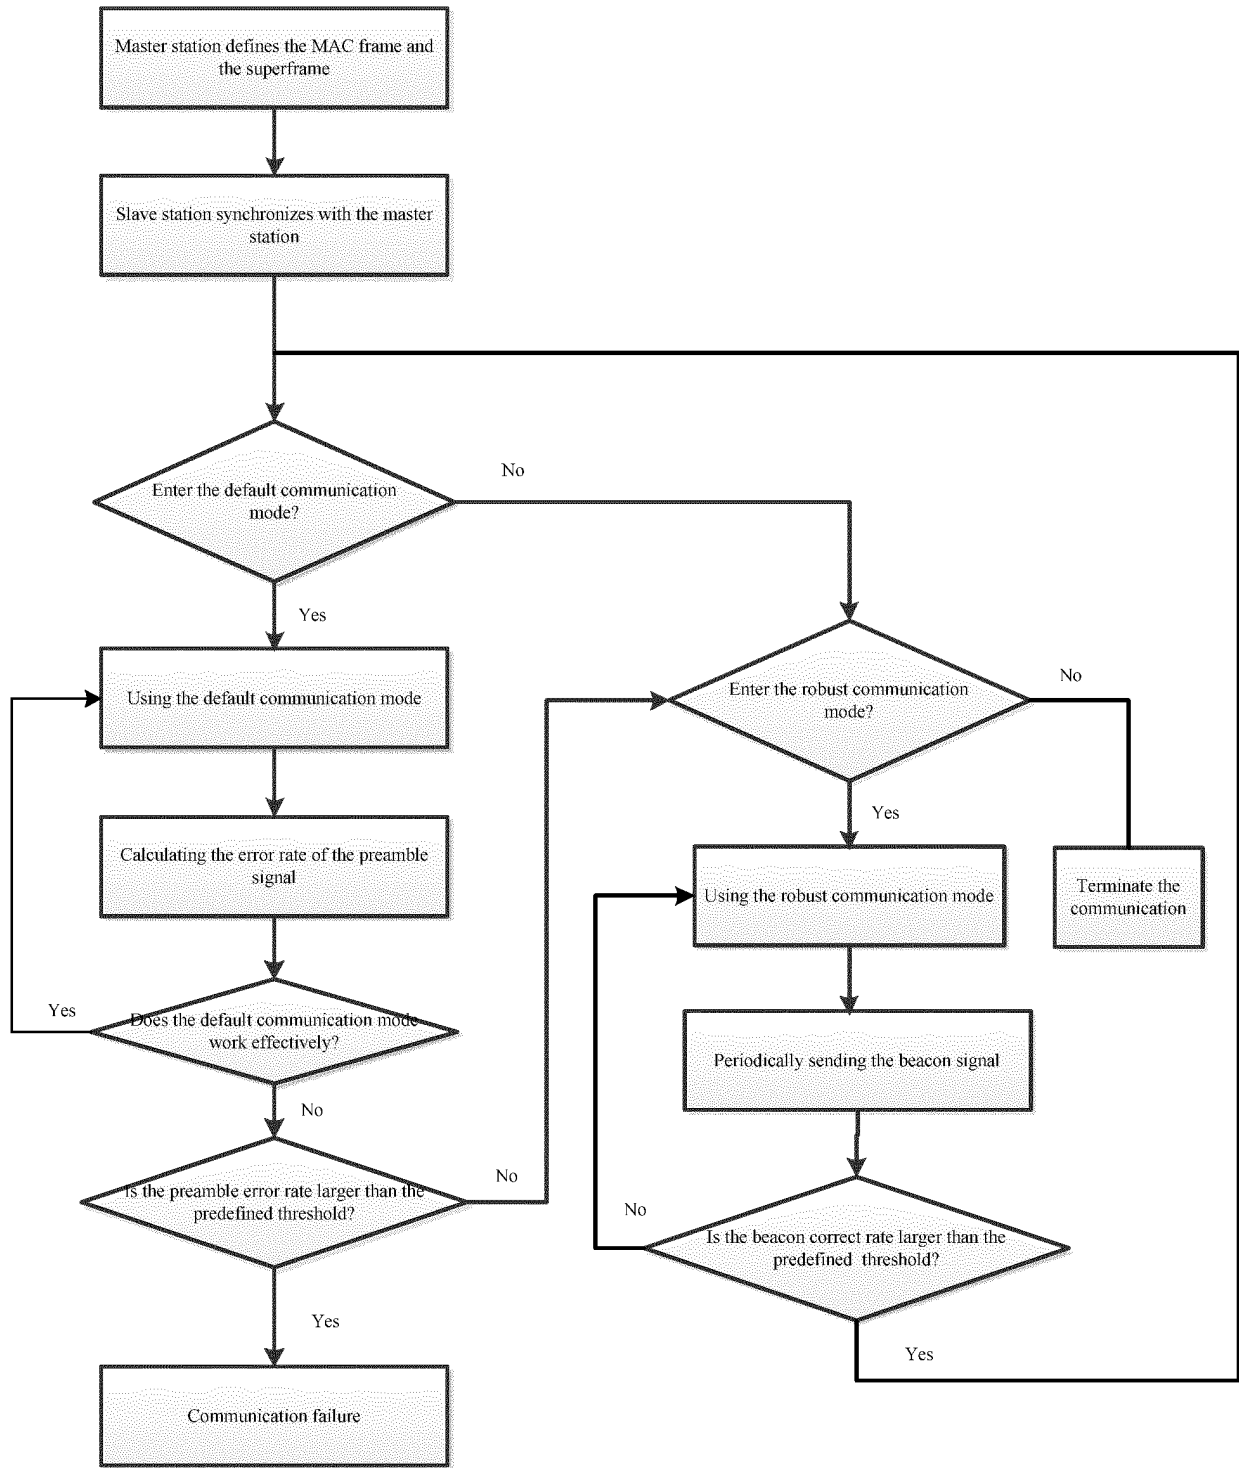 Master station defines the MAC frame and
the superframe
Slave station synchronizes with the master
station
Enter the default communication
mode?
No
Yes
Using the default communication mode
Enter the robust communication
mode?
No
Yes
Calculating the error rate of the preamble
signal
Using the robust communication mode
Terminate the
communication
Does the default communication mode
work effectively?
Yes
No
Periodically sending the beacon signal
Is the preamble error rate larger than the
predefined threshold?
No
Yes
Is the beacon correct rate larger than the
predefined threshold?
No
Yes
Communication failure